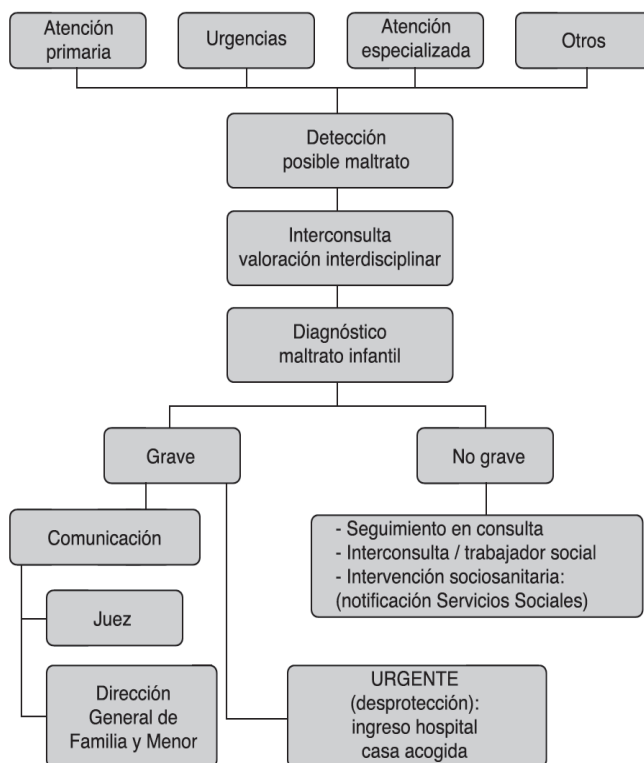 Atención
primaria
Urgencias
Atención
especializada
Otros
Detección
posible maltrato
Interconsulta
valoración interdisciplinar
Diagnóstico
maltrato infantil
Grave
No grave
Comunicación
- Seguimiento en consulta
- Interconsulta / trabajador social
- Intervención sociosanitaria:
(notificación Servicios Sociales)
Juez
Dirección
General de
Familia y Menor
URGENTE
(desprotección):
ingreso hospital
casa acogida